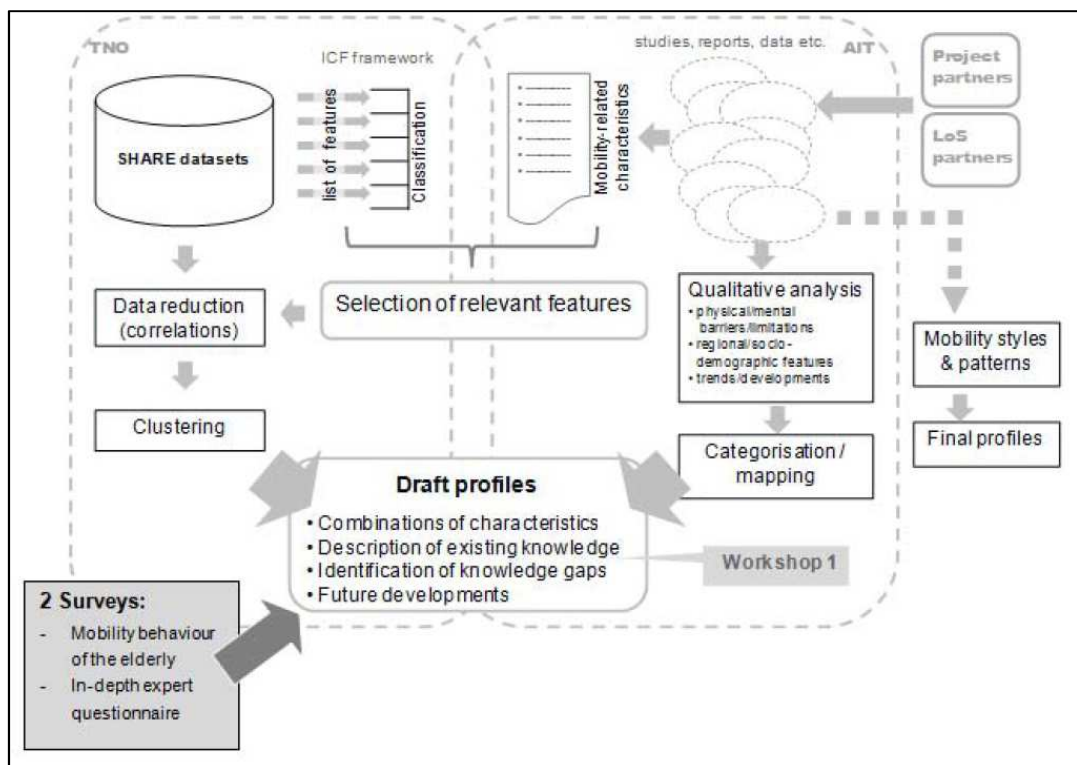 TNO
ICF framework
SHARE datasets
list of features
Classification
studies, reports, data etc.
AIT
Mobility-related
characteristics
Project
partners
LoS
partners
Selection of relevant features
Data reduction
(correlations)
Clustering
Qualitative analysis
• physical/mental
barriers/limitations
• regional/socio-
demographic features
• trends/developments
Categorisation /
mapping
Mobility styles
& patterns
Final profiles
Draft profiles
• Combinations of characteristics
• Description of existing knowledge
• Identification of knowledge gaps
• Future developments
Workshop 1
2 Surveys:
- Mobility behaviour
of the elderly
- In-depth expert
questionnaire